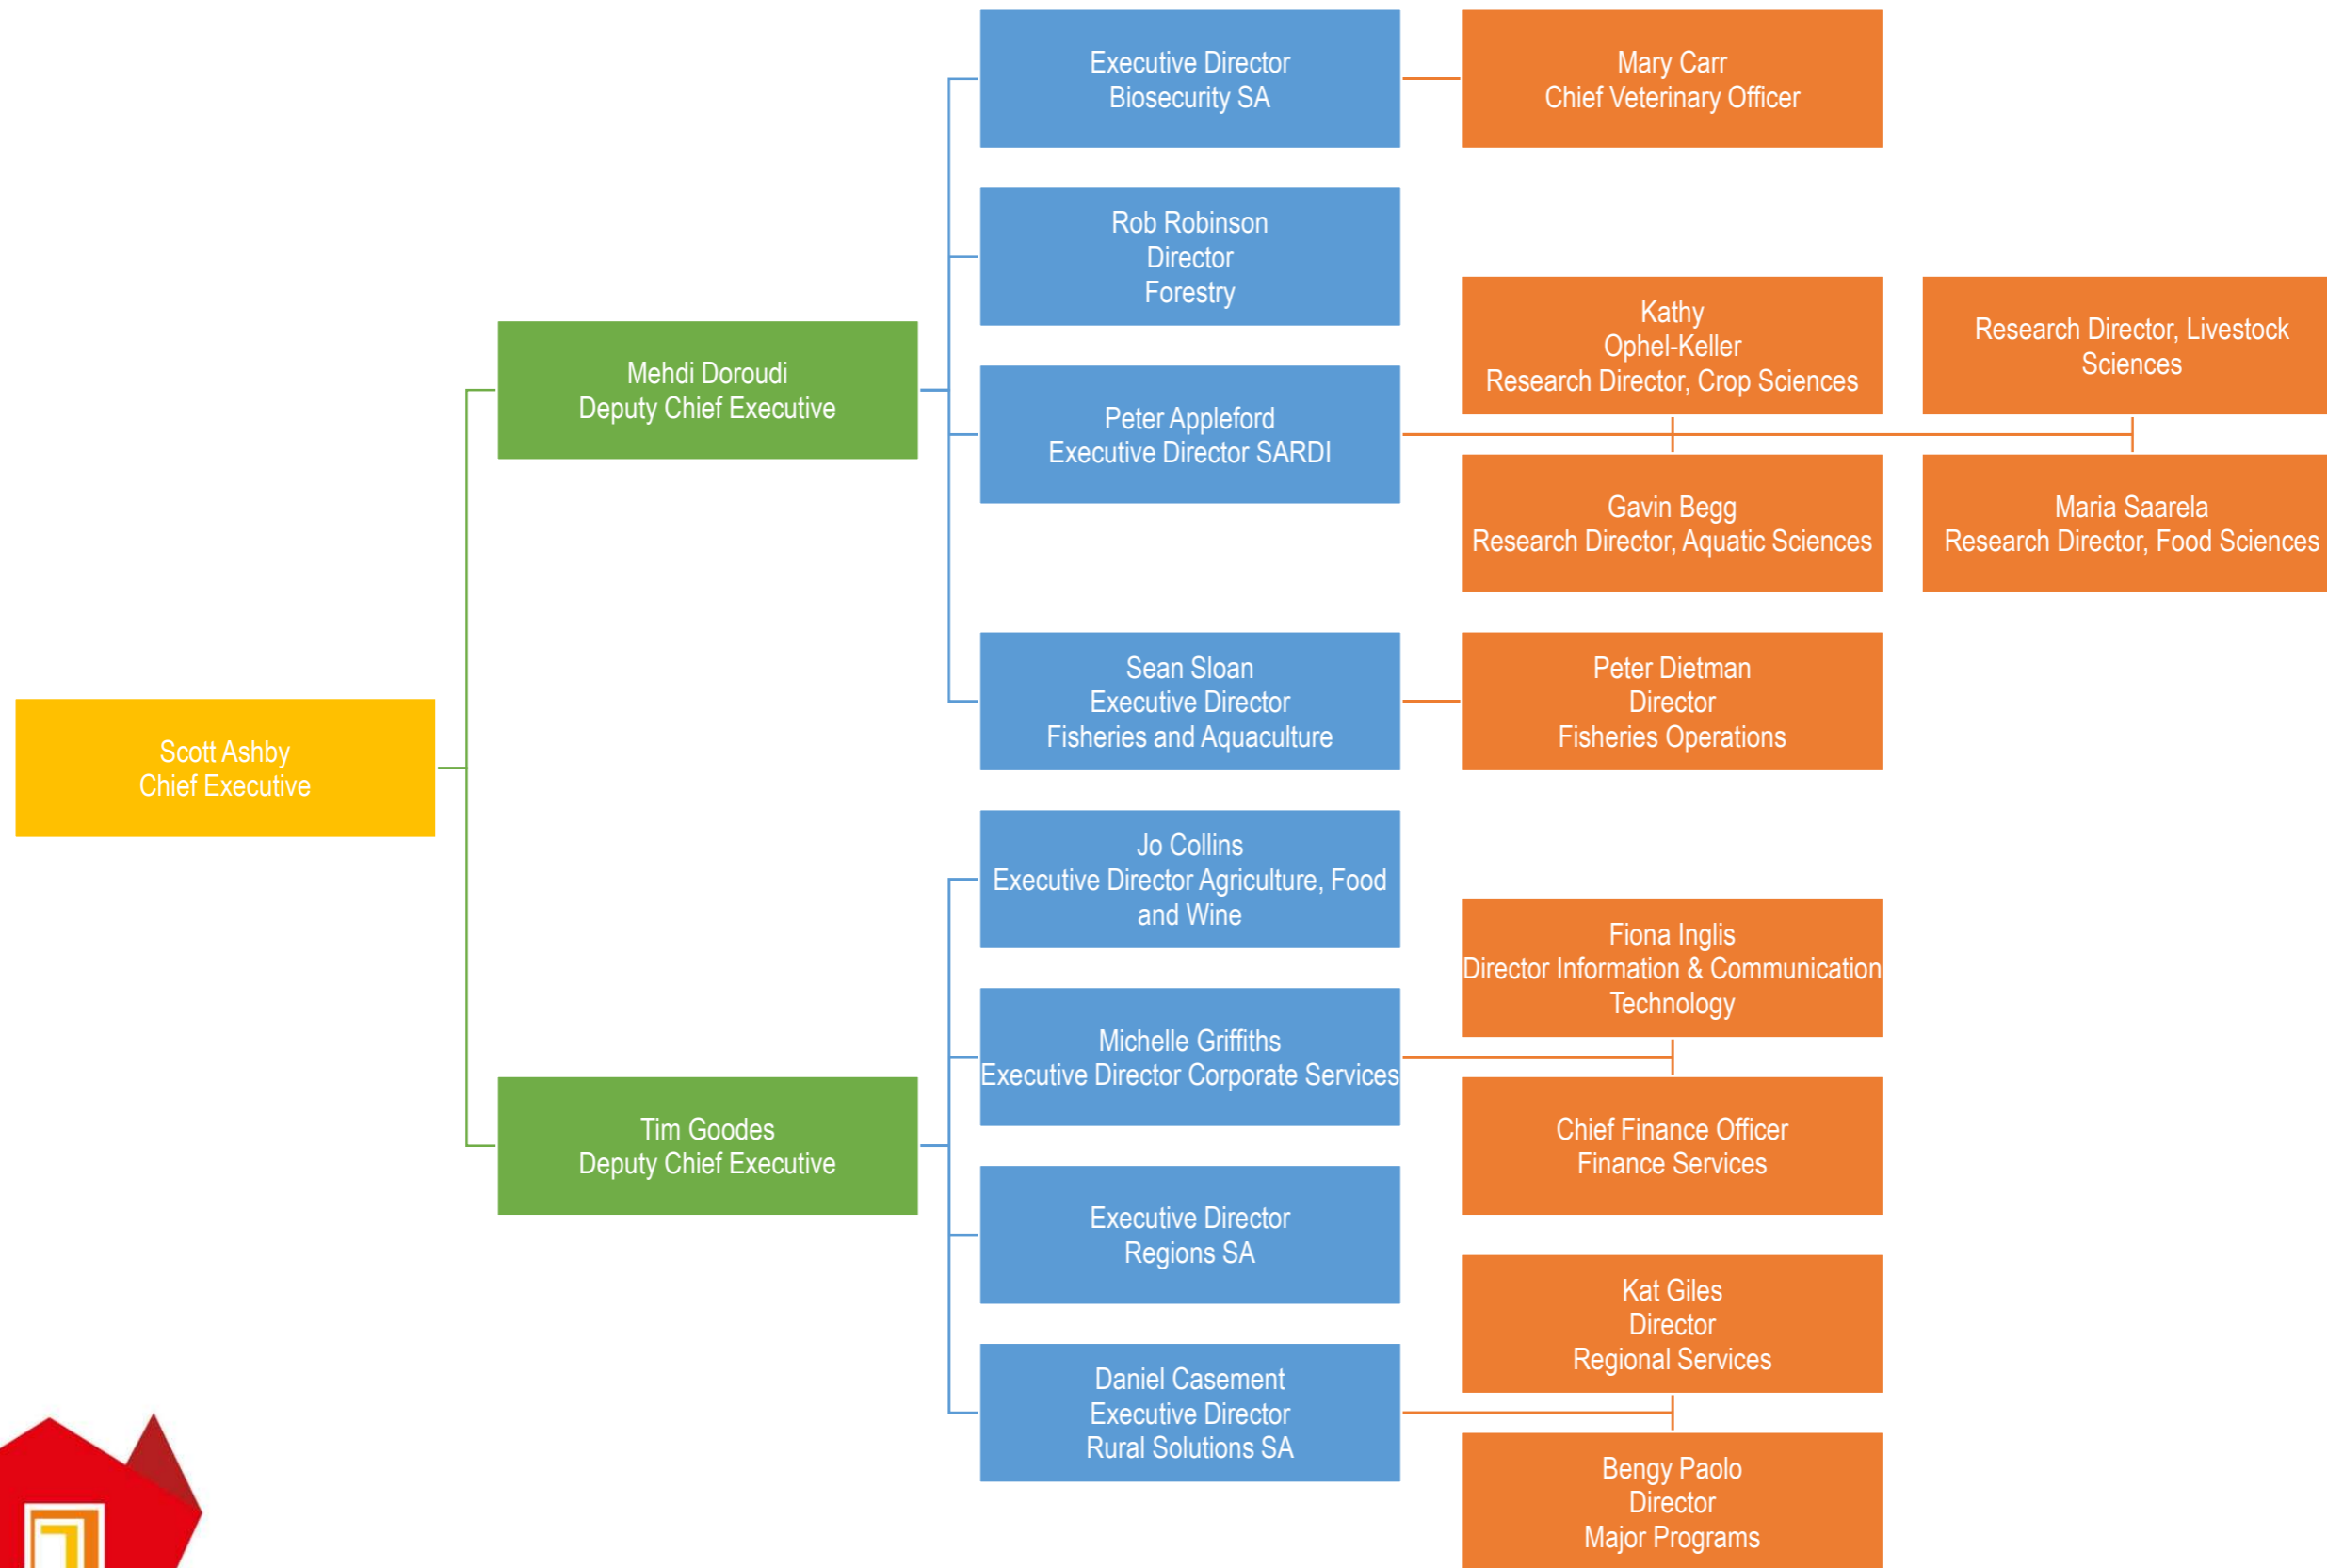 Scott Ashby
Chief Executive
Mehdi Doroudi
Deputy Chief Executive
Executive Director
Biosecurity SA
Mary Carr
Chief Veterinary Officer
Rob Robinson
Director
Forestry
Peter Appleford
Executive Director SARDI
Kathy
Ophel-Keller
Research Director, Crop Sciences
Research Director, Livestock
Sciences
Gavin Begg
Research Director, Aquatic Sciences
Maria Saarela
Research Director, Food Sciences
Sean Sloan
Executive Director
Fisheries and Aquaculture
Peter Dietman
Director
Fisheries Operations
Tim Goodes
Deputy Chief Executive
Jo Collins
Executive Director Agriculture, Food
and Wine
Michelle Griffiths
Executive Director Corporate Services
Fiona Inglis
Director Information & Communication
Technology
Chief Finance Officer
Finance Services
Executive Director
Regions SA
Daniel Casement
Executive Director
Rural Solutions SA
Kat Giles
Director
Regional Services
Bengy Paolo
Director
Major Programs